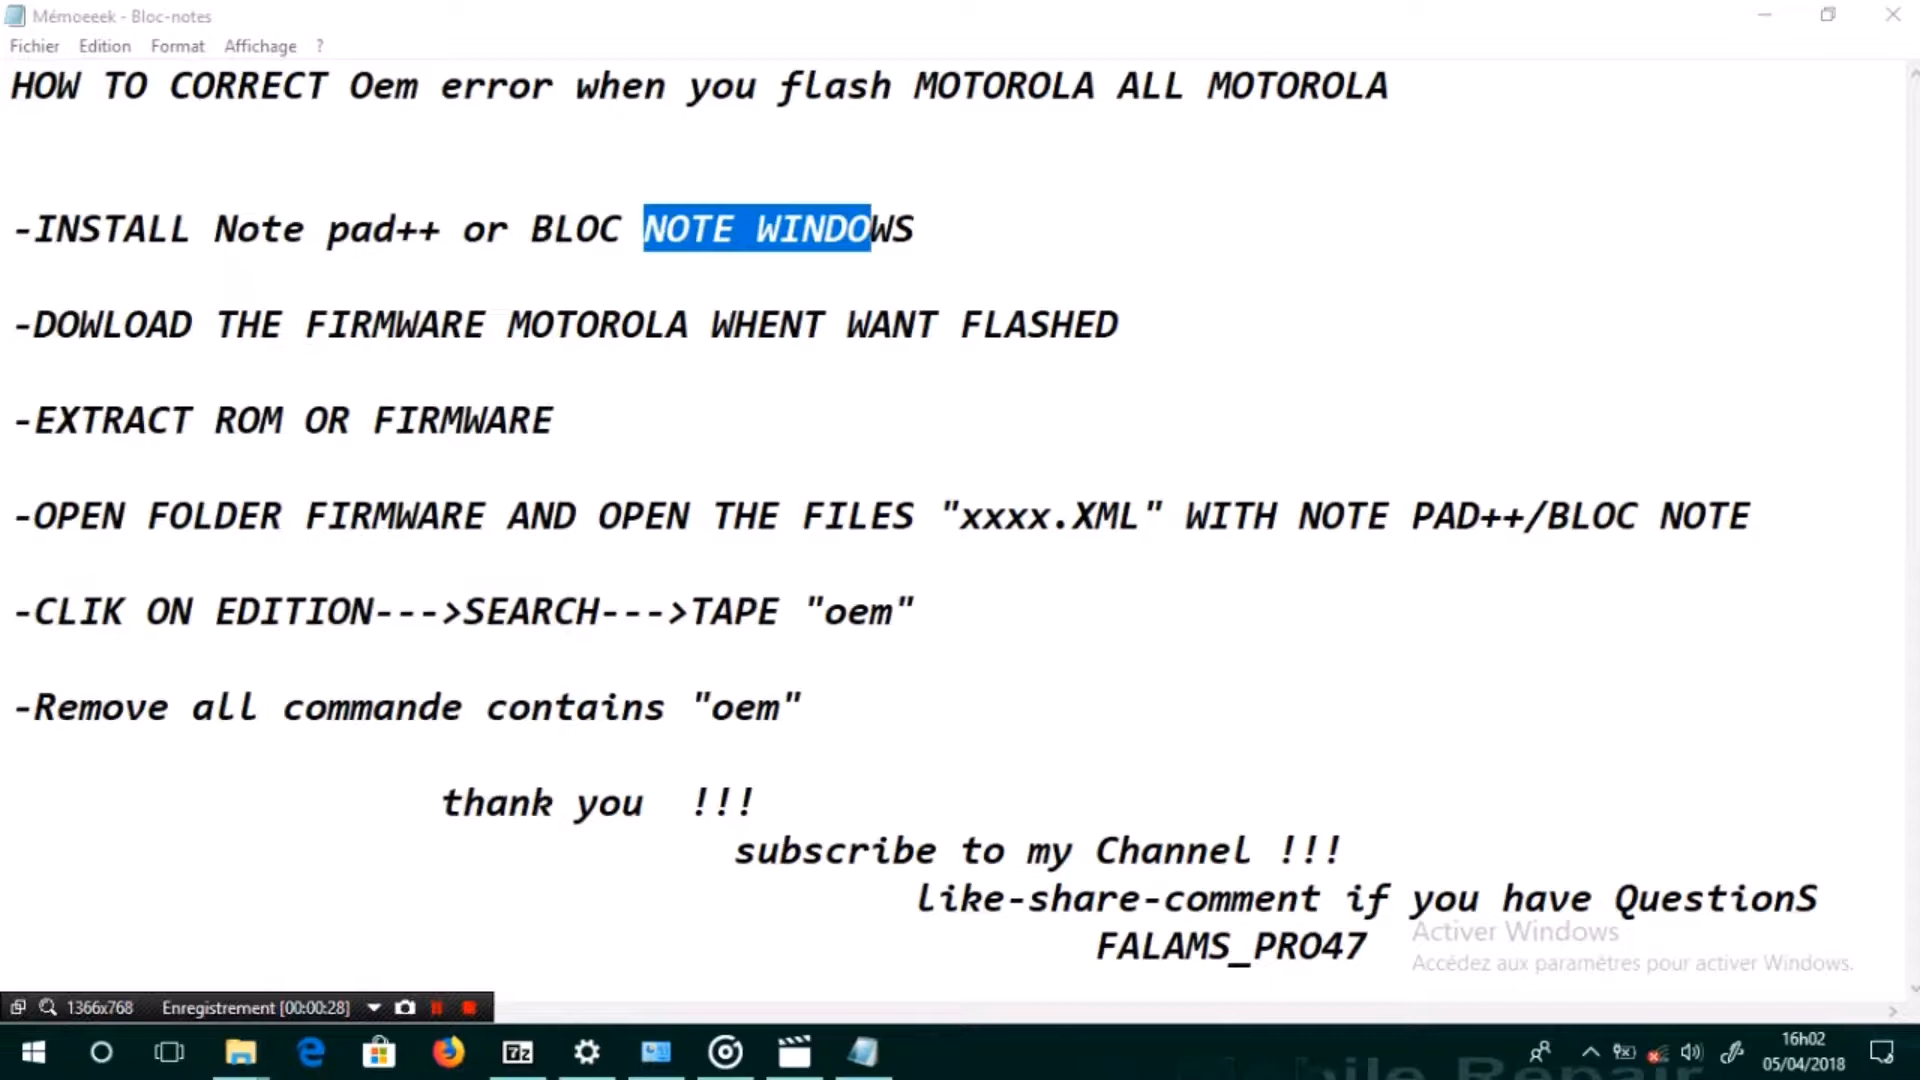 Mémoeeek - Bloc-notes
Fichier Edition Format Affichage ?
HOW TO CORRECT Oem error when you flash MOTOROLA ALL MOTOROLA
-INSTALL Note pad++ or BLOC NOTE WINDOWS
-DOWLOAD THE FIRMWARE MOTOROLA WHENT WANT FLASHED
-EXTRACT ROM OR FIRMWARE
-OPEN FOLDER FIRMWARE AND OPEN THE FILES "xxxx.XML" WITH NOTE PAD++/BLOC NOTE
-CLIK ON EDITION--->SEARCH--->TAPE "oem"
-Remove all commande contains "oem"
thank you !!!
subscribe to my Channel !!!
like-share-comment if you have QuestionS
FALAMS_PRO47
Activer Windows
Accédez aux paramètres pour activer Windows.
1366x768 Enregistrement [00:00:28]
7z
16h02
05/04/2018